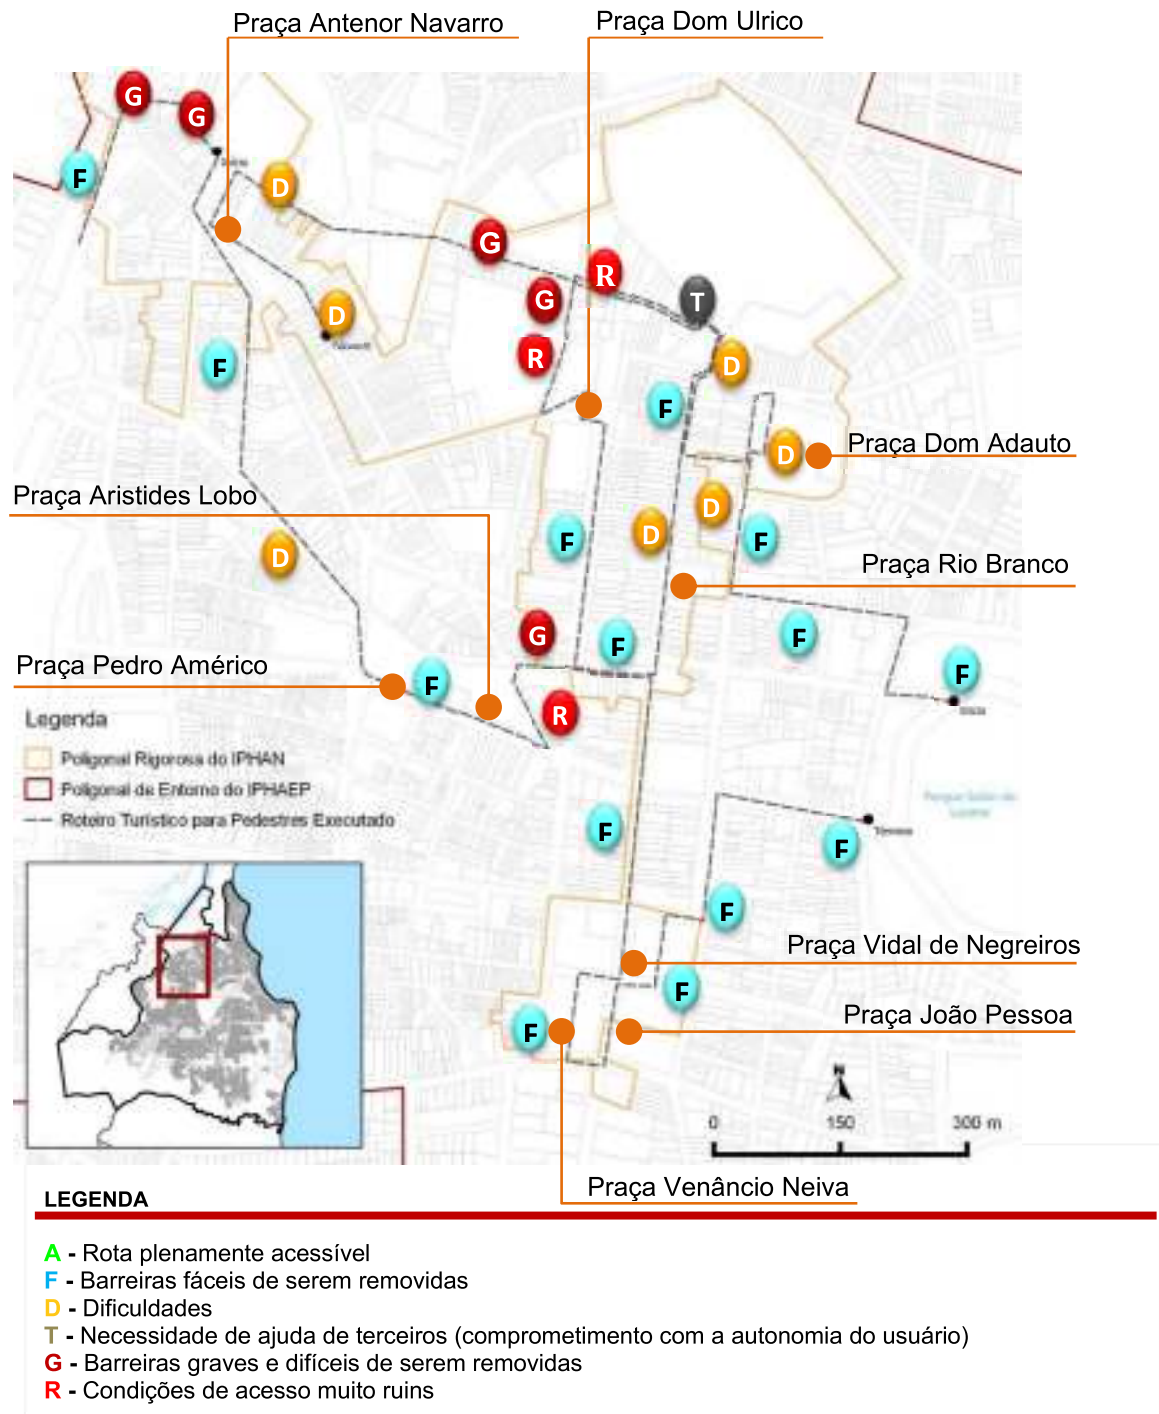 Praça Antenor Navarro
Praça Dom Ulrico
G
G
F
D
G
R
G
T
D
R
F
D
F
Praça Dom Adauto
D
Praça Aristides Lobo
D
D
F
F
D
Praça Rio Branco
G
F
F
Praça Pedro Américo
F
F
R
Legenda
Poligonal Rigorosa do IPHAN
Poligonal de Entorno do IPHAEP
Roteiro Turístico para Pedestres Executado
F
F
F
Praça Vidal de Negreiros
F
F
Praça João Pessoa
N
0 150 300 m
Praça Venâncio Neiva
LEGENDA
A - Rota plenamente acessível
F - Barreiras fáceis de serem removidas
D - Dificuldades
T - Necessidade de ajuda de terceiros (comprometimento com a autonomia do usuário)
G - Barreiras graves e difíceis de serem removidas
R - Condições de acesso muito ruins